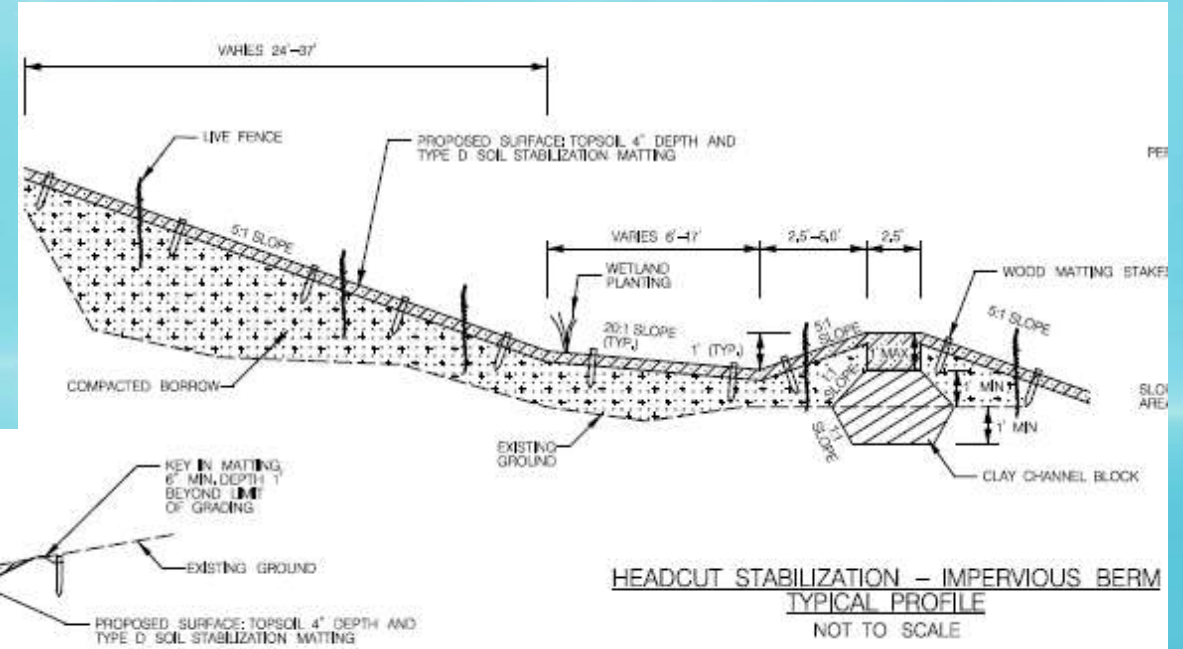 VARIES 24'-37'
LIVE FENCE
PROPOSED SURFACE: TOPSOIL 4" DEPTH AND
TYPE D SOIL STABILIZATION MATTING
5:1 SLOPE
VARIES 6'-17'
2.5'-5.0'
2.5'
WETLAND
PLANTING
WOOD MATTING STAKE
5:1 SLOPE
20:1 SLOPE
(TYP.)
1' (TYP.)
5:1
SLOPE
1' MAX
1:1
SLOPE
1' MIN
1' MIN
1:1
SLOPE
COMPACTED BORROW
EXISTING
GROUND
CLAY CHANNEL BLOCK
KEY IN MATTING
6" MIN. DEPTH 1'
BEYOND LIMIT
OF GRADING
EXISTING GROUND
PROPOSED SURFACE: TOPSOIL 4" DEPTH AND
TYPE D SOIL STABILIZATION MATTING
HEADCUT STABILIZATION - IMPERVIOUS BERM
TYPICAL PROFILE
NOT TO SCALE